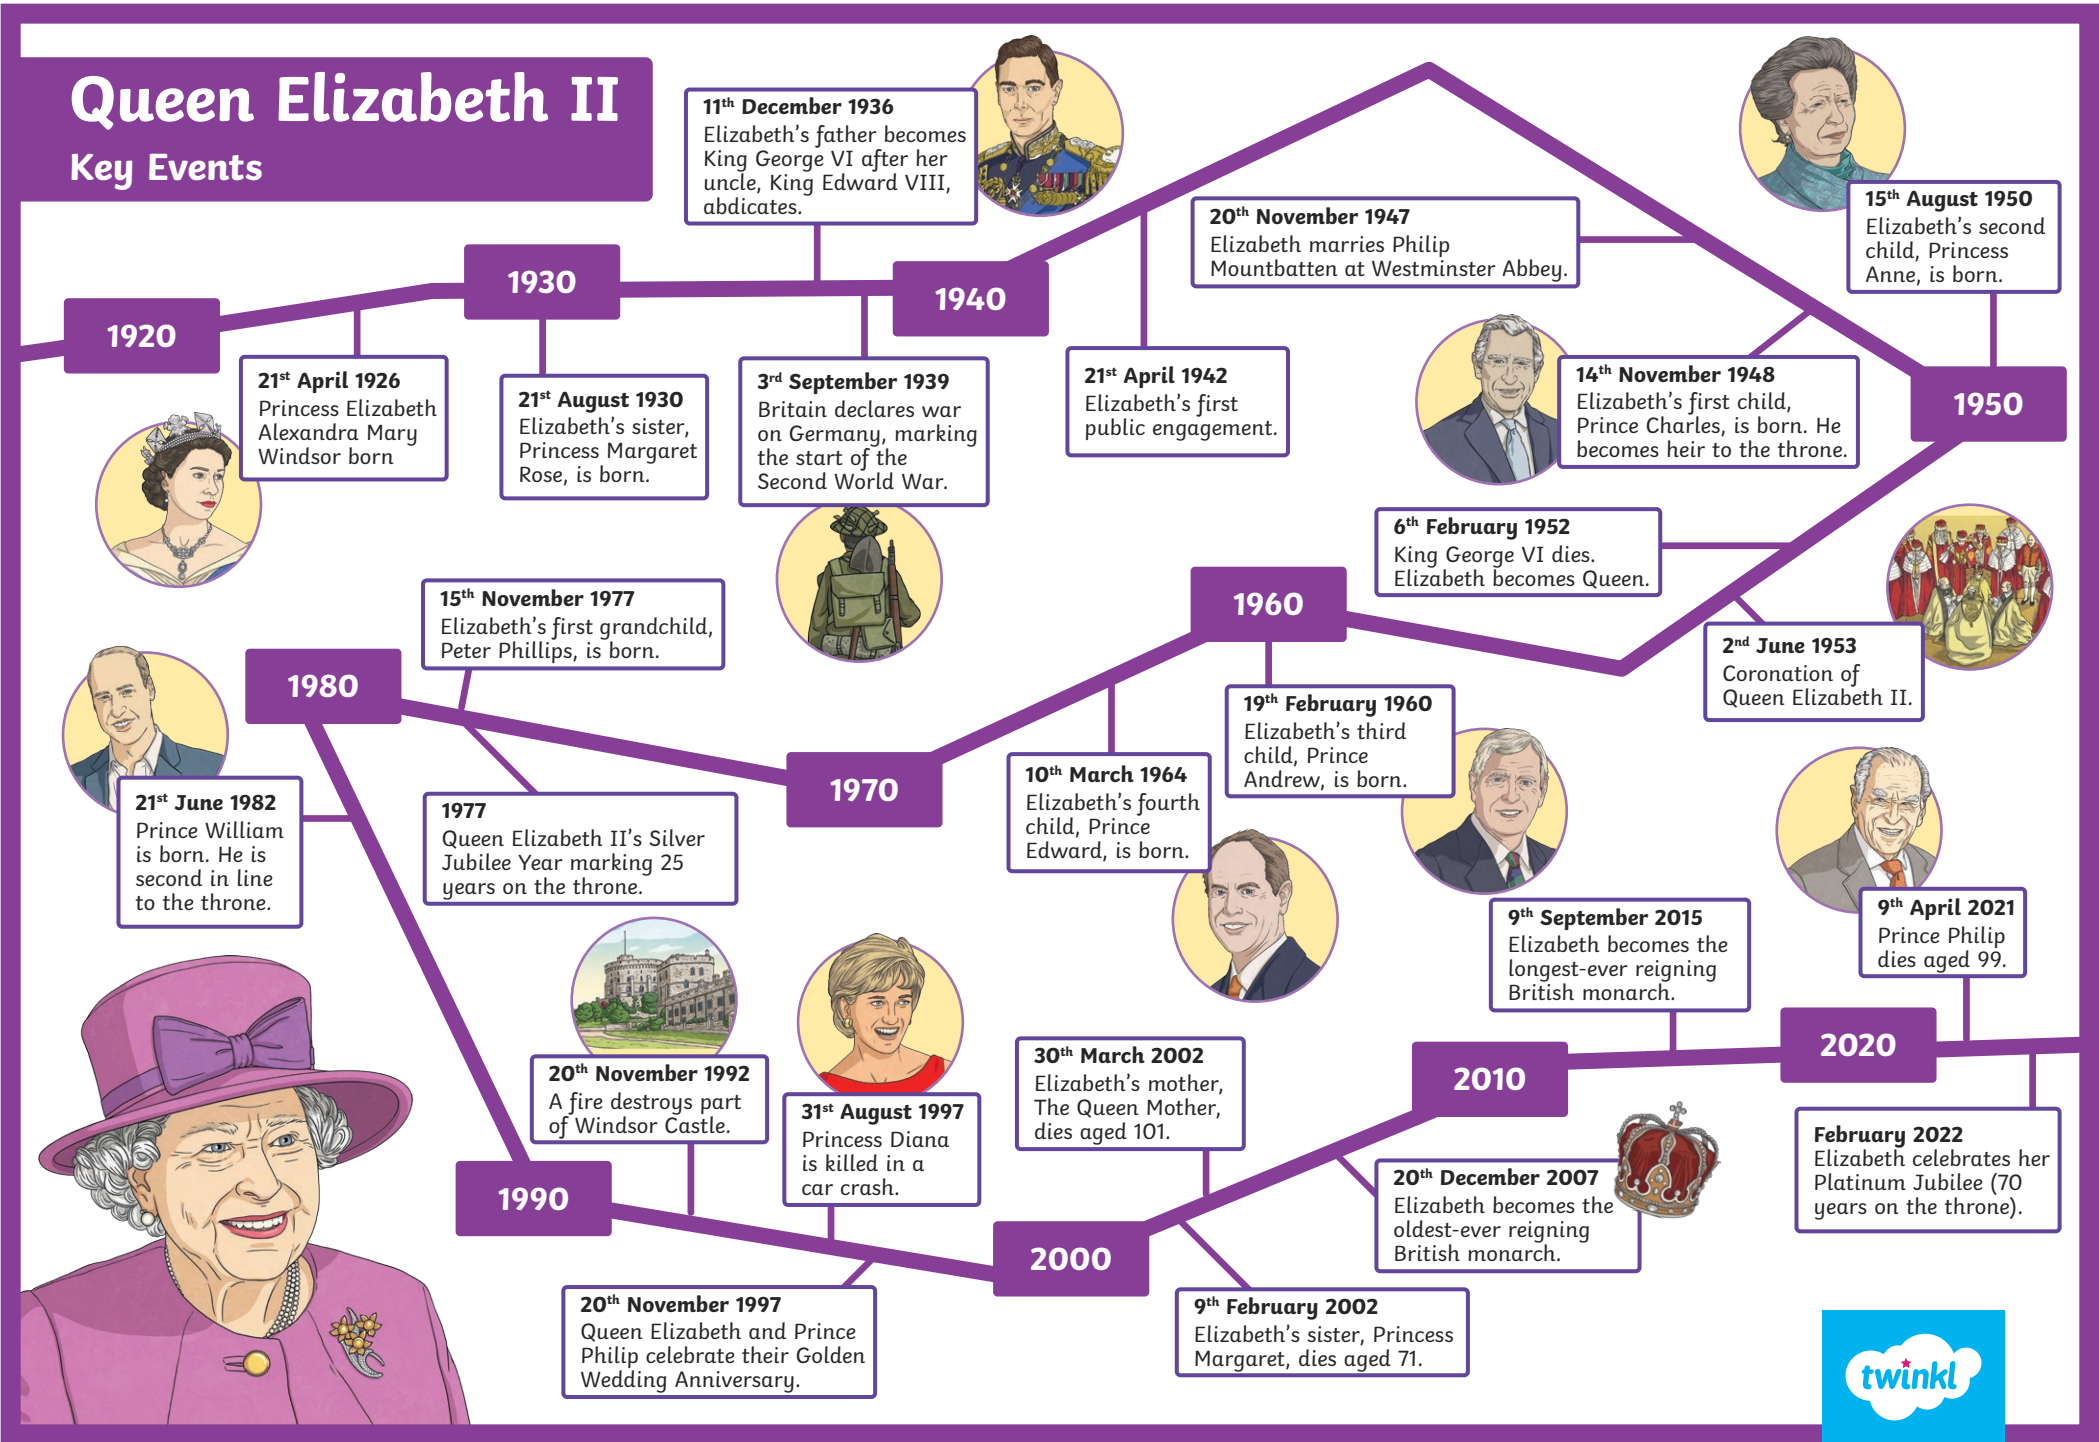 Queen Elizabeth II
Key Events
1920
21st April 1926
Princess Elizabeth
Alexandra Mary
Windsor born
1930
21st August 1930
Elizabeth's sister,
Princess Margaret
Rose, is born.
11th December 1936
Elizabeth's father becomes
King George VI after her
uncle, King Edward VIII,
abdicates.
3rd September 1939
Britain declares war
on Germany, marking
the start of the
Second World War.
1940
21st April 1942
Elizabeth's first
public engagement.
20th November 1947
Elizabeth marries Philip
Mountbatten at Westminster Abbey.
14th November 1948
Elizabeth's first child,
Prince Charles, is born. He
becomes heir to the throne.
15th August 1950
Elizabeth's second
child, Princess
Anne, is born.
1950
6th February 1952
King George VI dies.
Elizabeth becomes Queen.
2nd June 1953
Coronation of
Queen Elizabeth II.
1960
19th February 1960
Elizabeth's third
child, Prince
Andrew, is born.
10th March 1964
Elizabeth's fourth
child, Prince
Edward, is born.
1970
15th November 1977
Elizabeth's first grandchild,
Peter Phillips, is born.
1977
Queen Elizabeth II's Silver
Jubilee Year marking 25
years on the throne.
1980
21st June 1982
Prince William
is born. He is
second in line
to the throne.
1990
20th November 1992
A fire destroys part
of Windsor Castle.
31st August 1997
Princess Diana
is killed in a
car crash.
20th November 1997
Queen Elizabeth and Prince
Philip celebrate their Golden
Wedding Anniversary.
2000
30th March 2002
Elizabeth's mother,
The Queen Mother,
dies aged 101.
9th February 2002
Elizabeth's sister, Princess
Margaret, dies aged 71.
20th December 2007
Elizabeth becomes the
oldest-ever reigning
British monarch.
2010
9th September 2015
Elizabeth becomes the
longest-ever reigning
British monarch.
2020
9th April 2021
Prince Philip
dies aged 99.
February 2022
Elizabeth celebrates her
Platinum Jubilee (70
years on the throne).
twinkl